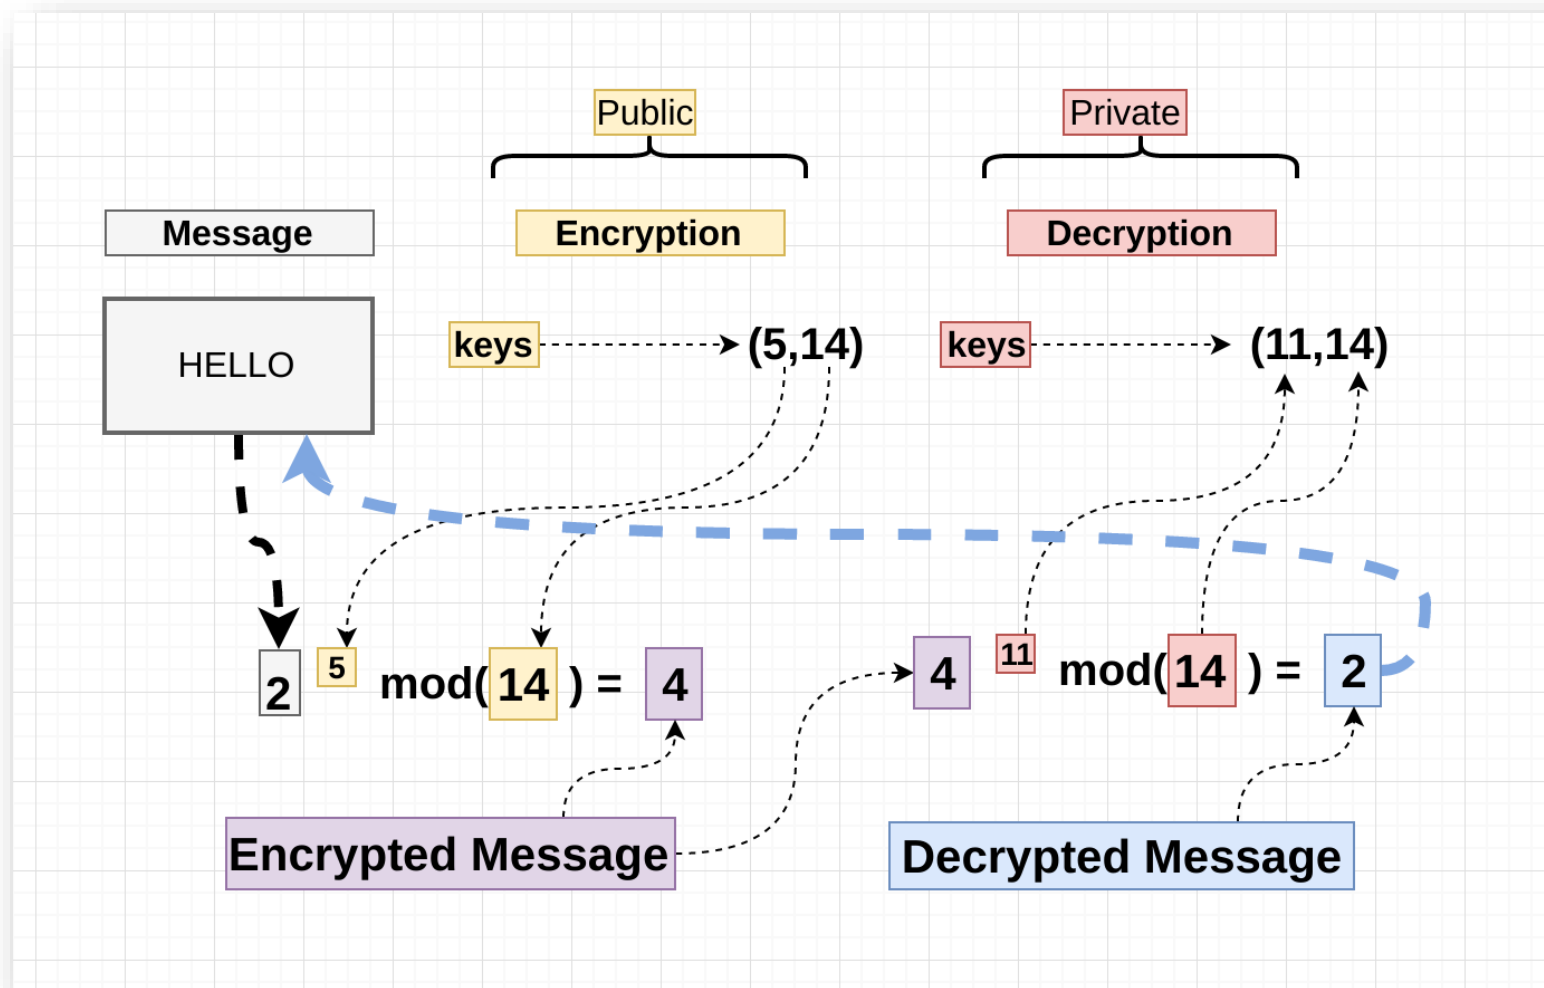 Public
Private
Message
Encryption
Decryption
HELLO
keys
(5,14)
keys
(11,14)
2 5 mod( 14 ) = 4
4 11 mod( 14 ) = 2
Encrypted Message
Decrypted Message